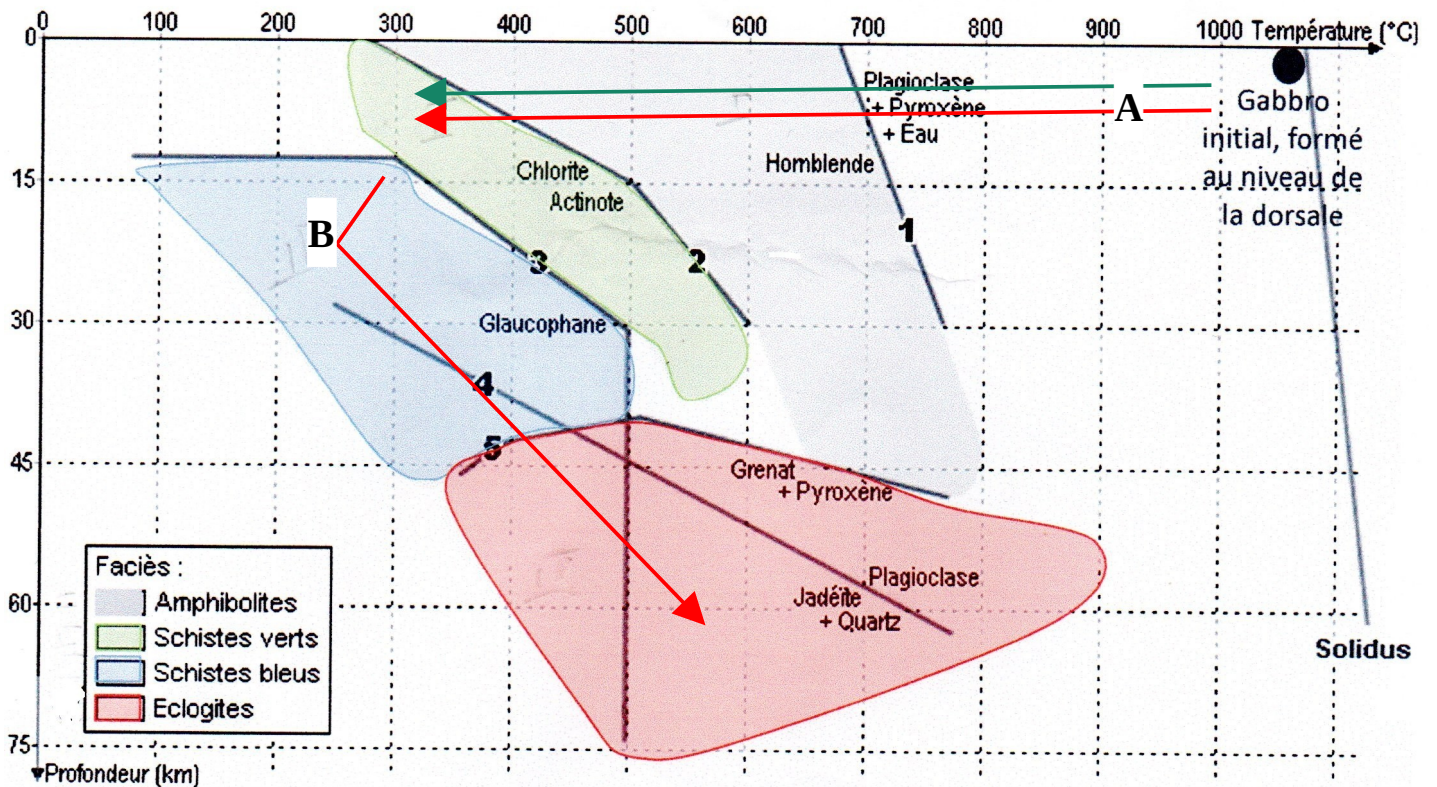 0 100 200 300 400 500 600 700 800 900 1000 Température (°C)
Plagioclase
+ Pyroxène
+ Eau
A
Gabbro
initial, formé
au niveau de
la dorsale
Hornblende
Chlorite
Actinote
15
1
B
3
2
30
Glaucophane
4
5
45
Grenat
+ Pyroxène
Plagioclase
Jadéïte
+ Quartz
60
Solidus
Faciès :
Amphibolites
Schistes verts
Schistes bleus
Eclogites
75
Profondeur (km)